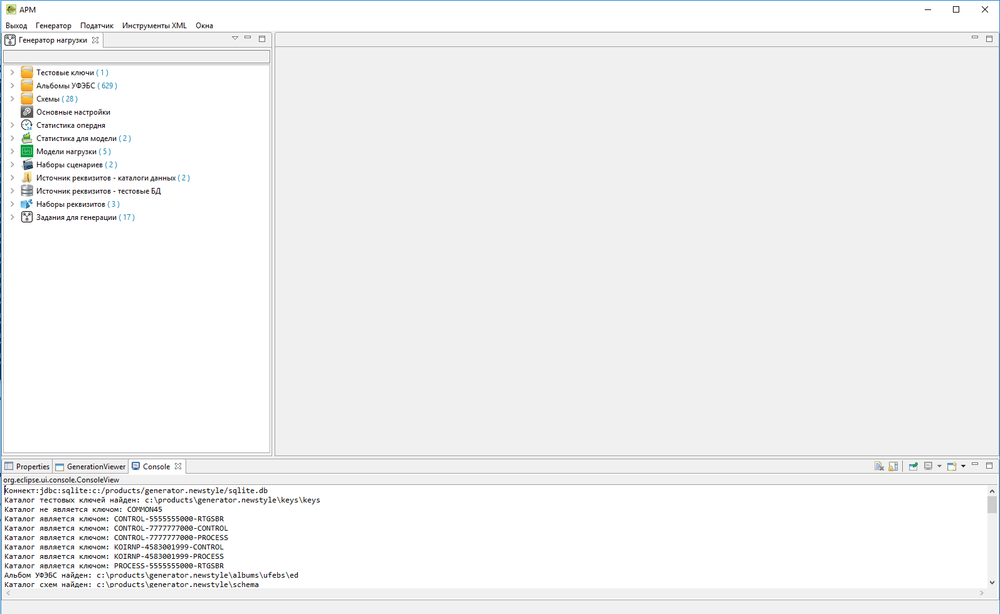 АРМ
Выход Генератор Податчик Инструменты XML Окна
Генератор нагрузки
Тестовые ключи ( 1 )
Альбомы УФЭБС ( 629 )
Схемы ( 28 )
Основные настройки
Статистика опердня
Статистика для модели ( 2 )
Модели нагрузки ( 5 )
Наборы сценариев ( 2 )
Источник реквизитов - каталоги данных ( 2 )
Источник реквизитов - тестовые БД
Наборы реквизитов ( 3 )
Задания для генерации ( 17 )
Properties GenerationViewer Console
org.eclipse.ui.console.ConsoleView
Коннект:jdbc:sqlite:c:/products/generator.newstyle/sqlite.db
Каталог тестовых ключей найден: c:\products\generator.newstyle\keys\keys
Каталог не является ключом: COMMON45
Каталог является ключом: CONTROL-5555555000-RTGSBR
Каталог является ключом: CONTROL-7777777000-CONTROL
Каталог является ключом: CONTROL-7777777000-PROCESS
Каталог является ключом: KOIRNP-4583001999-CONTROL
Каталог является ключом: KOIRNP-4583001999-PROCESS
Каталог является ключом: PROCESS-5555555000-RTGSBR
Альбом УФЭБС найден: c:\products\generator.newstyle\albums\ufebs\ed
Каталог схем найден: c:\products\generator.newstyle\schema